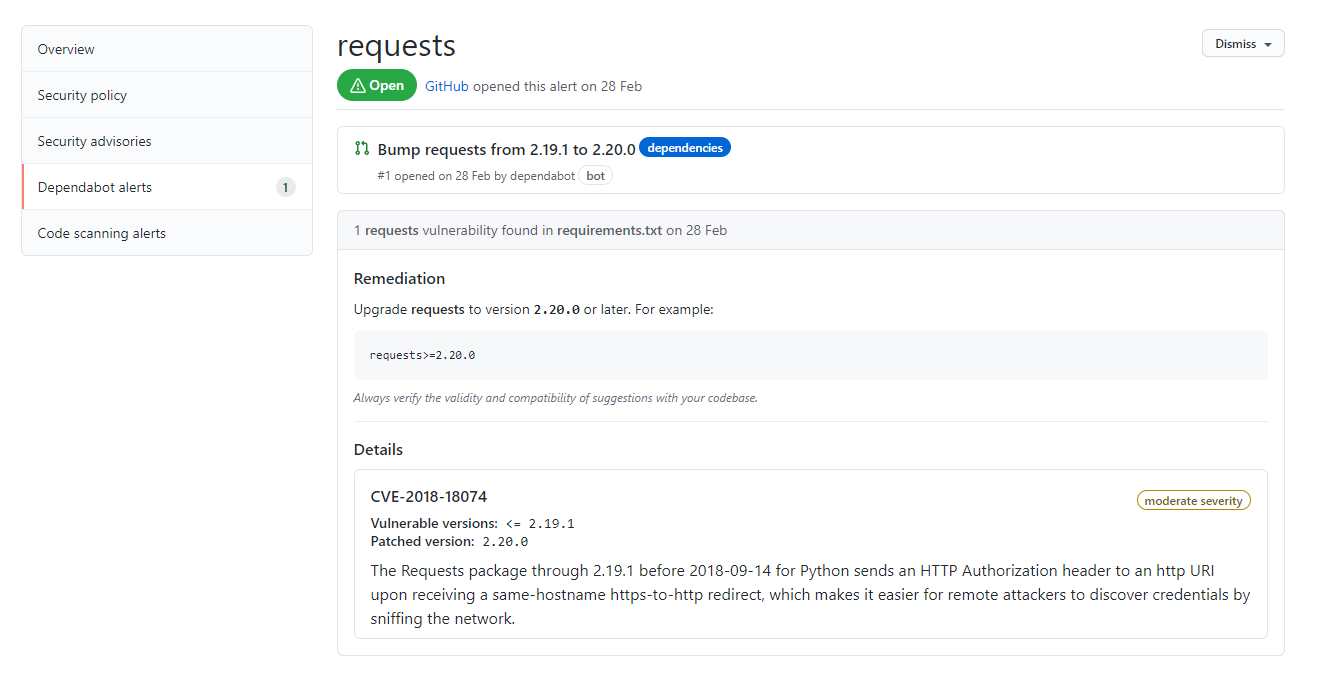 Overview
Security policy
Security advisories
Dependabot alerts 1
Code scanning alerts
requests
Dismiss
Open GitHub opened this alert on 28 Feb
Bump requests from 2.19.1 to 2.20.0 dependencies
#1 opened on 28 Feb by dependabot bot
1 requests vulnerability found in requirements.txt on 28 Feb
Remediation
Upgrade requests to version 2.20.0 or later. For example:
requests>=2.20.0
Always verify the validity and compatibility of suggestions with your codebase.
Details
CVE-2018-18074
moderate severity
Vulnerable versions: <= 2.19.1
Patched version: 2.20.0
The Requests package through 2.19.1 before 2018-09-14 for Python sends an HTTP Authorization header to an http URI
upon receiving a same-hostname https-to-http redirect, which makes it easier for remote attackers to discover credentials by
sniffing the network.